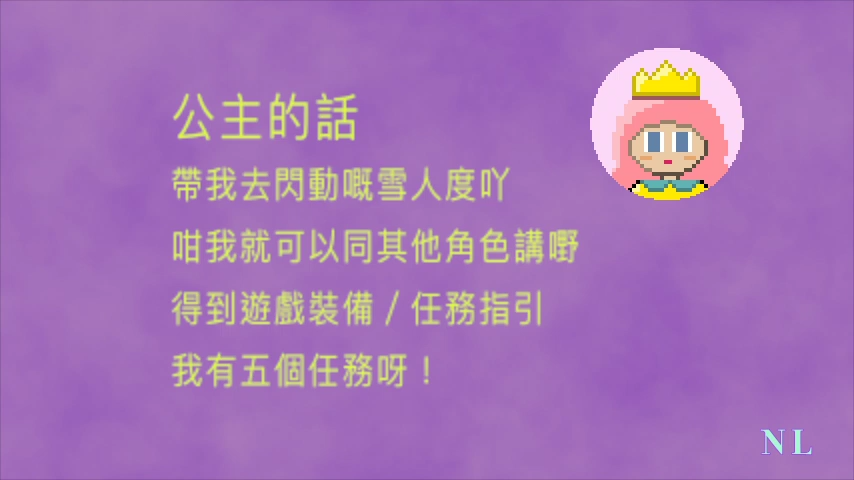 公主的話
帶我去閃動嘅雪人度吖
咁我就可以同其他角色講嘢
得到遊戲裝備 / 任務指引
我有五個任務呀！
NL